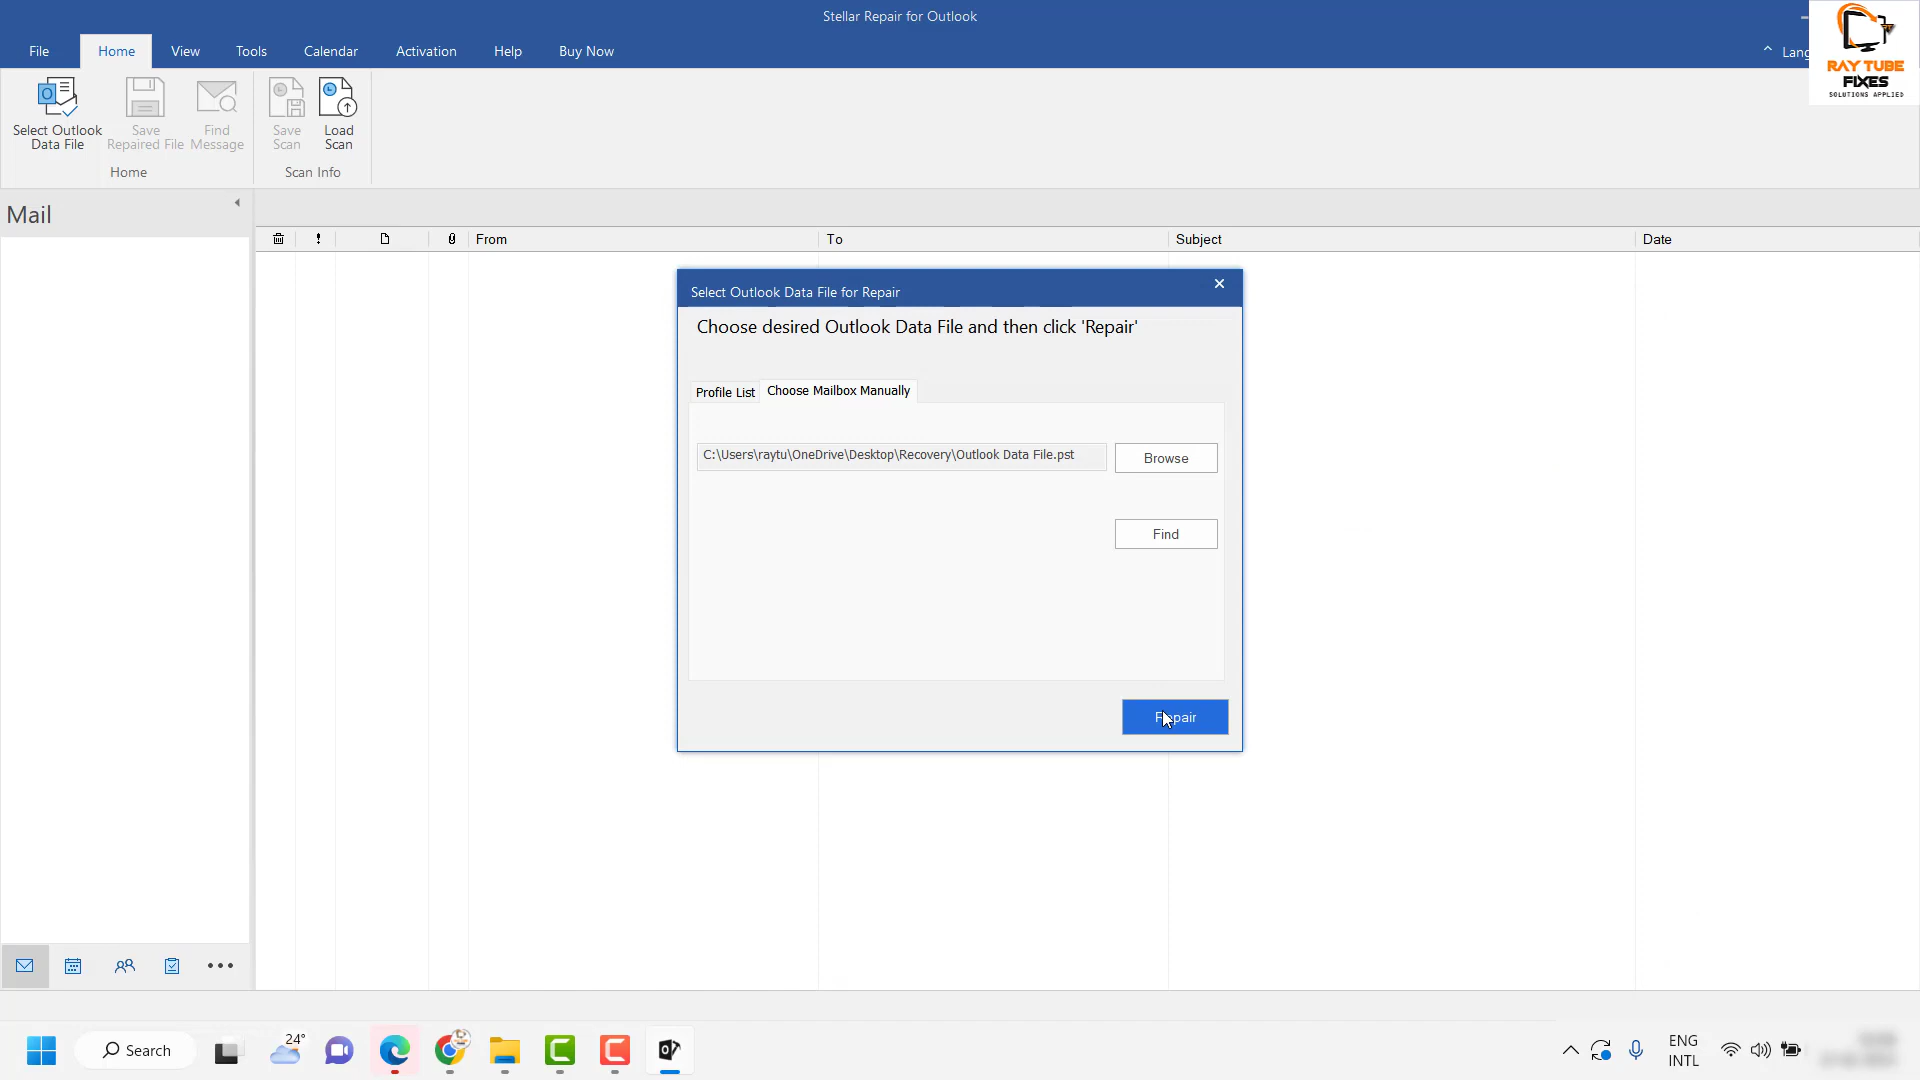 Stellar Repair for Outlook
File Home View Tools Calendar Activation Help Buy Now
Lang
RAY TUBE
FIXES
SOLUTIONS APPLIED
Select Outlook
Data File
Save
Repaired File
Find
Message
Save
Scan
Load
Scan
Home
Scan Info
Mail
From To Subject Date
Select Outlook Data File for Repair
Choose desired Outlook Data File and then click 'Repair'
Profile List Choose Mailbox Manually
C:\Users\raytu\OneDrive\Desktop\Recovery\Outlook Data File.pst Browse
Find
Repair
Search
24°
ENG
INTL